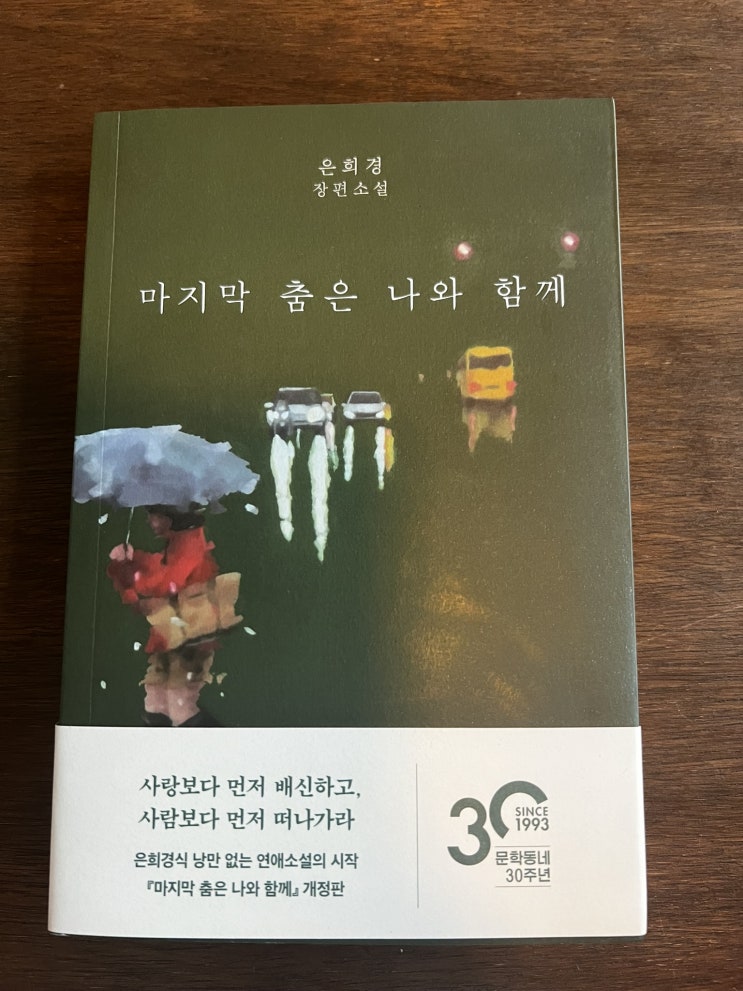 은희경
장편소설
마지막 춤은 나와 함께
사랑보다 먼저 배신하고,
사람보다 먼저 떠나가라
은희경식 낭만 없는 연애소설의 시작
『마지막 춤은 나와 함께』 개정판
30
SINCE
1993
문학동네
30주년